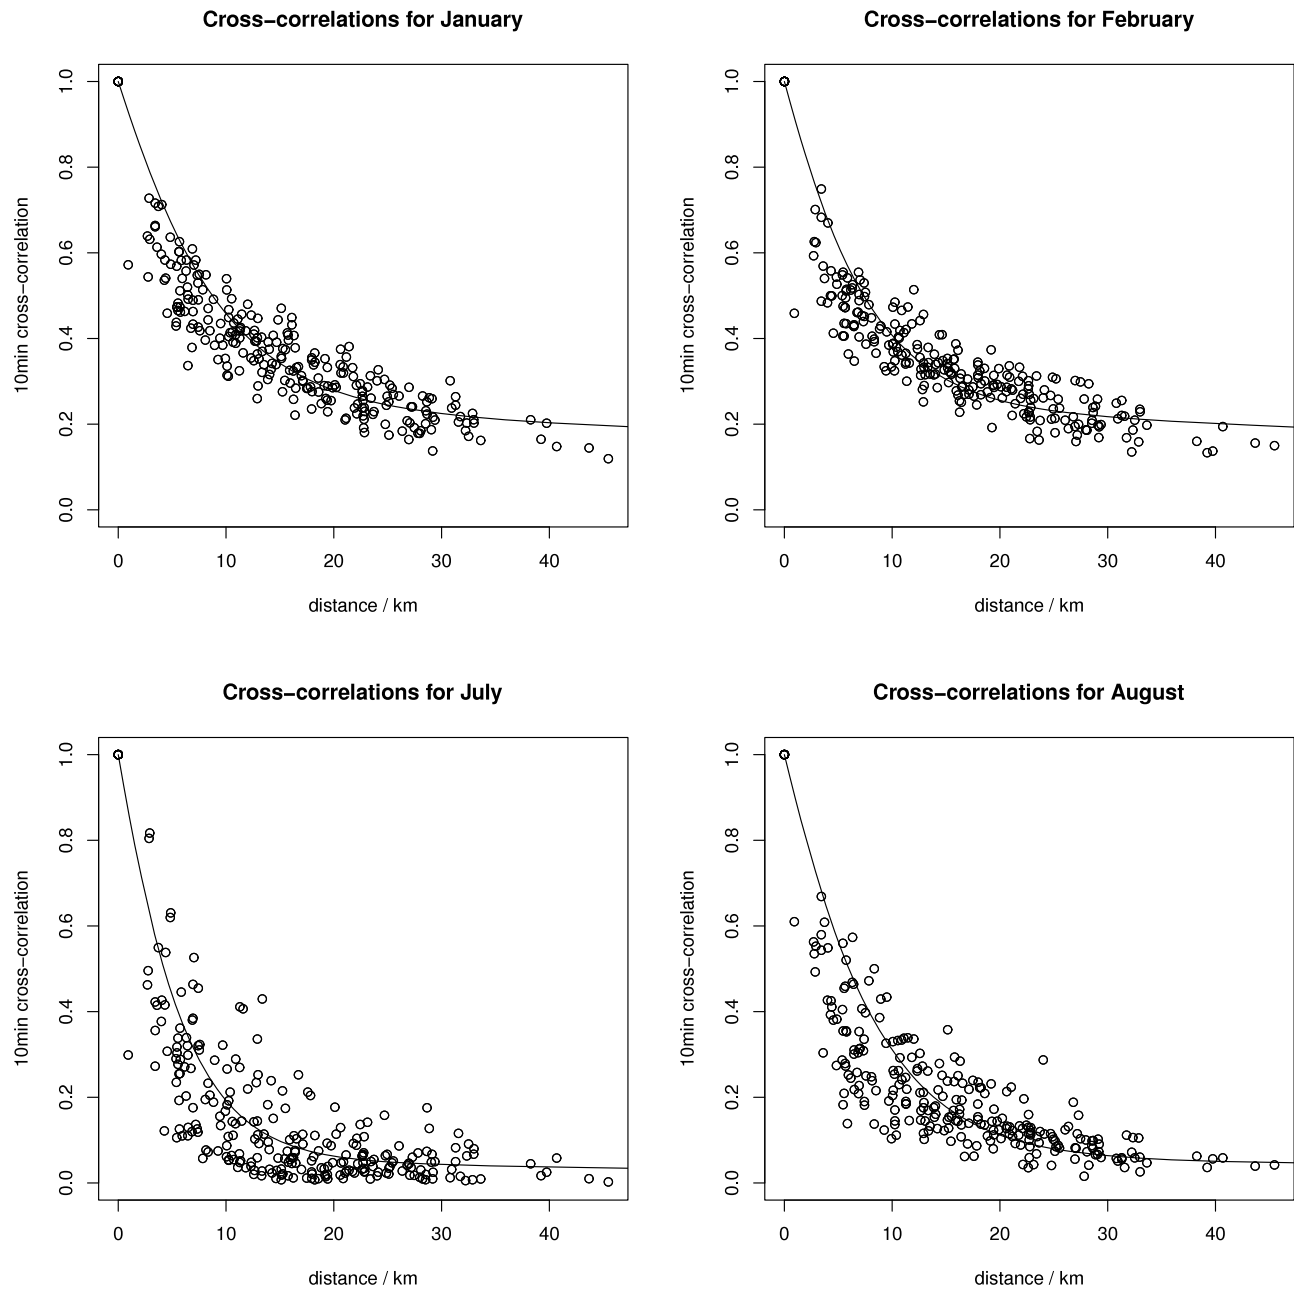 Cross−correlations for January
10min cross−correlation
1.0
0.8
0.6
0.4
0.2
0.0
0 10 20 30 40
distance / km
Cross−correlations for February
10min cross−correlation
1.0
0.8
0.6
0.4
0.2
0.0
0 10 20 30 40
distance / km
Cross−correlations for July
10min cross−correlation
1.0
0.8
0.6
0.4
0.2
0.0
0 10 20 30 40
distance / km
Cross−correlations for August
10min cross−correlation
1.0
0.8
0.6
0.4
0.2
0.0
0 10 20 30 40
distance / km